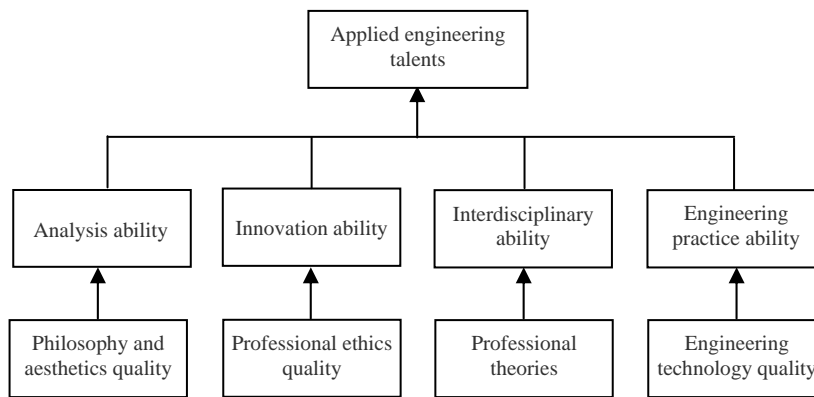 Applied engineering
talents
Analysis ability
Innovation ability
Interdisciplinary
ability
Engineering
practice ability
Philosophy and
aesthetics quality
Professional ethics
quality
Professional
theories
Engineering
technology quality